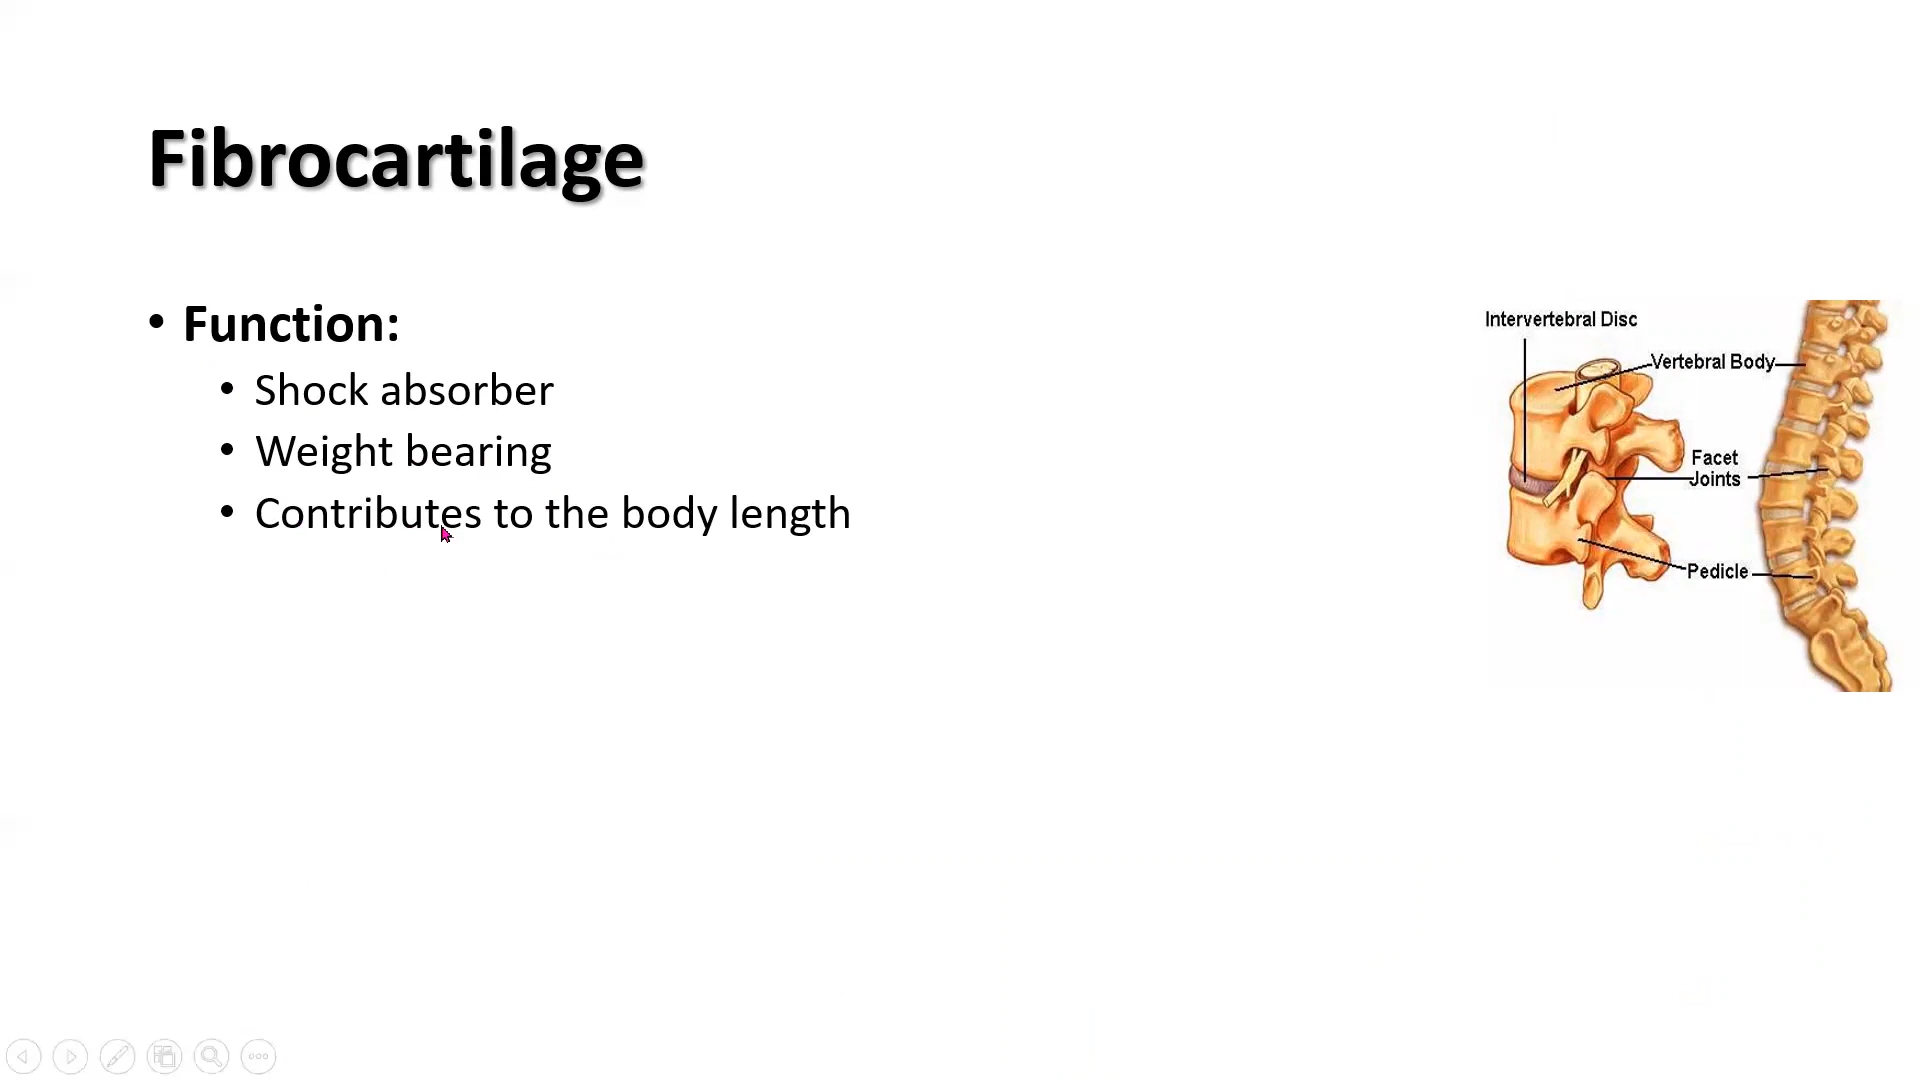 Fibrocartilage
• Function:
• Shock absorber
• Weight bearing
• Contributes to the body length
Intervertebral Disc
Vertebral Body
Facet
Joints
Pedicle